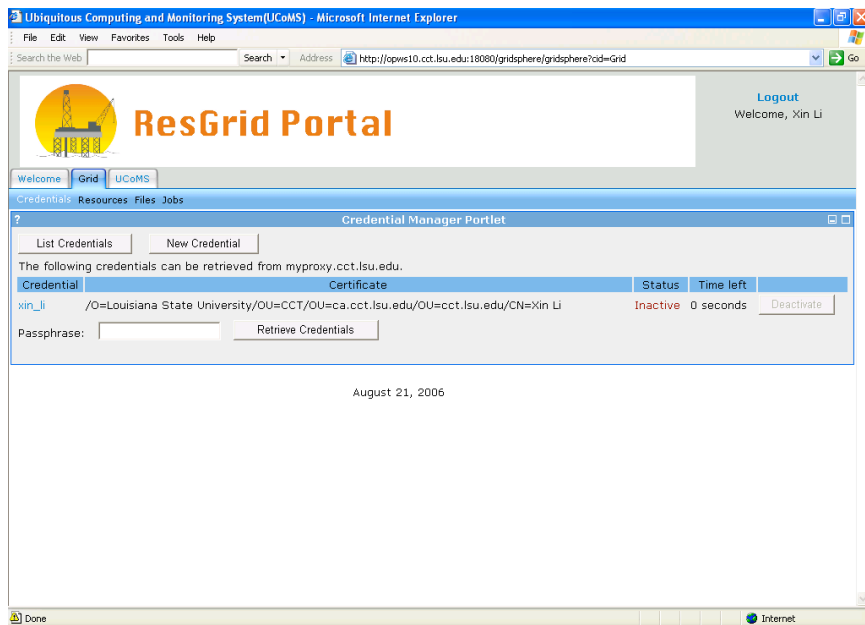 Ubiquitous Computing and Monitoring System(UCoMS) - Microsoft Internet Explorer
File Edit View Favorites Tools Help
Search the Web Search Address http://opws10.cct.lsu.edu:18080/gridsphere/gridsphere?cid=Grid Go
ResGrid Portal
Logout
Welcome, Xin Li
Welcome Grid UCoMS
Credentials Resources Files Jobs
? Credential Manager Portlet
List Credentials New Credential
The following credentials can be retrieved from myproxy.cct.lsu.edu.
Credential Certificate Status Time left
xin_li /O=Louisiana State University/OU=CCT/OU=ca.cct.lsu.edu/OU=cct.lsu.edu/CN=Xin Li Inactive 0 seconds Deactivate
Passphrase: Retrieve Credentials
August 21, 2006
Done Internet